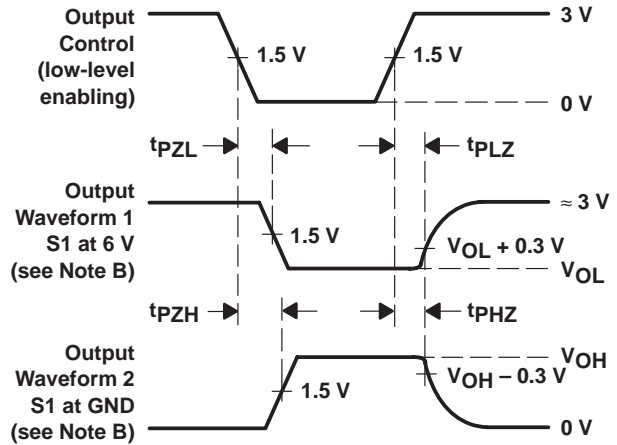 Output
Control
(low-level
enabling)
3 V
1.5 V
1.5 V
0 V
tPZL
tPLZ
Output
Waveform 1
S1 at 6 V
(see Note B)
≈ 3 V
1.5 V
VOL + 0.3 V
VOL
tPZH
tPHZ
Output
Waveform 2
S1 at GND
(see Note B)
VOH
VOH – 0.3 V
1.5 V
0 V